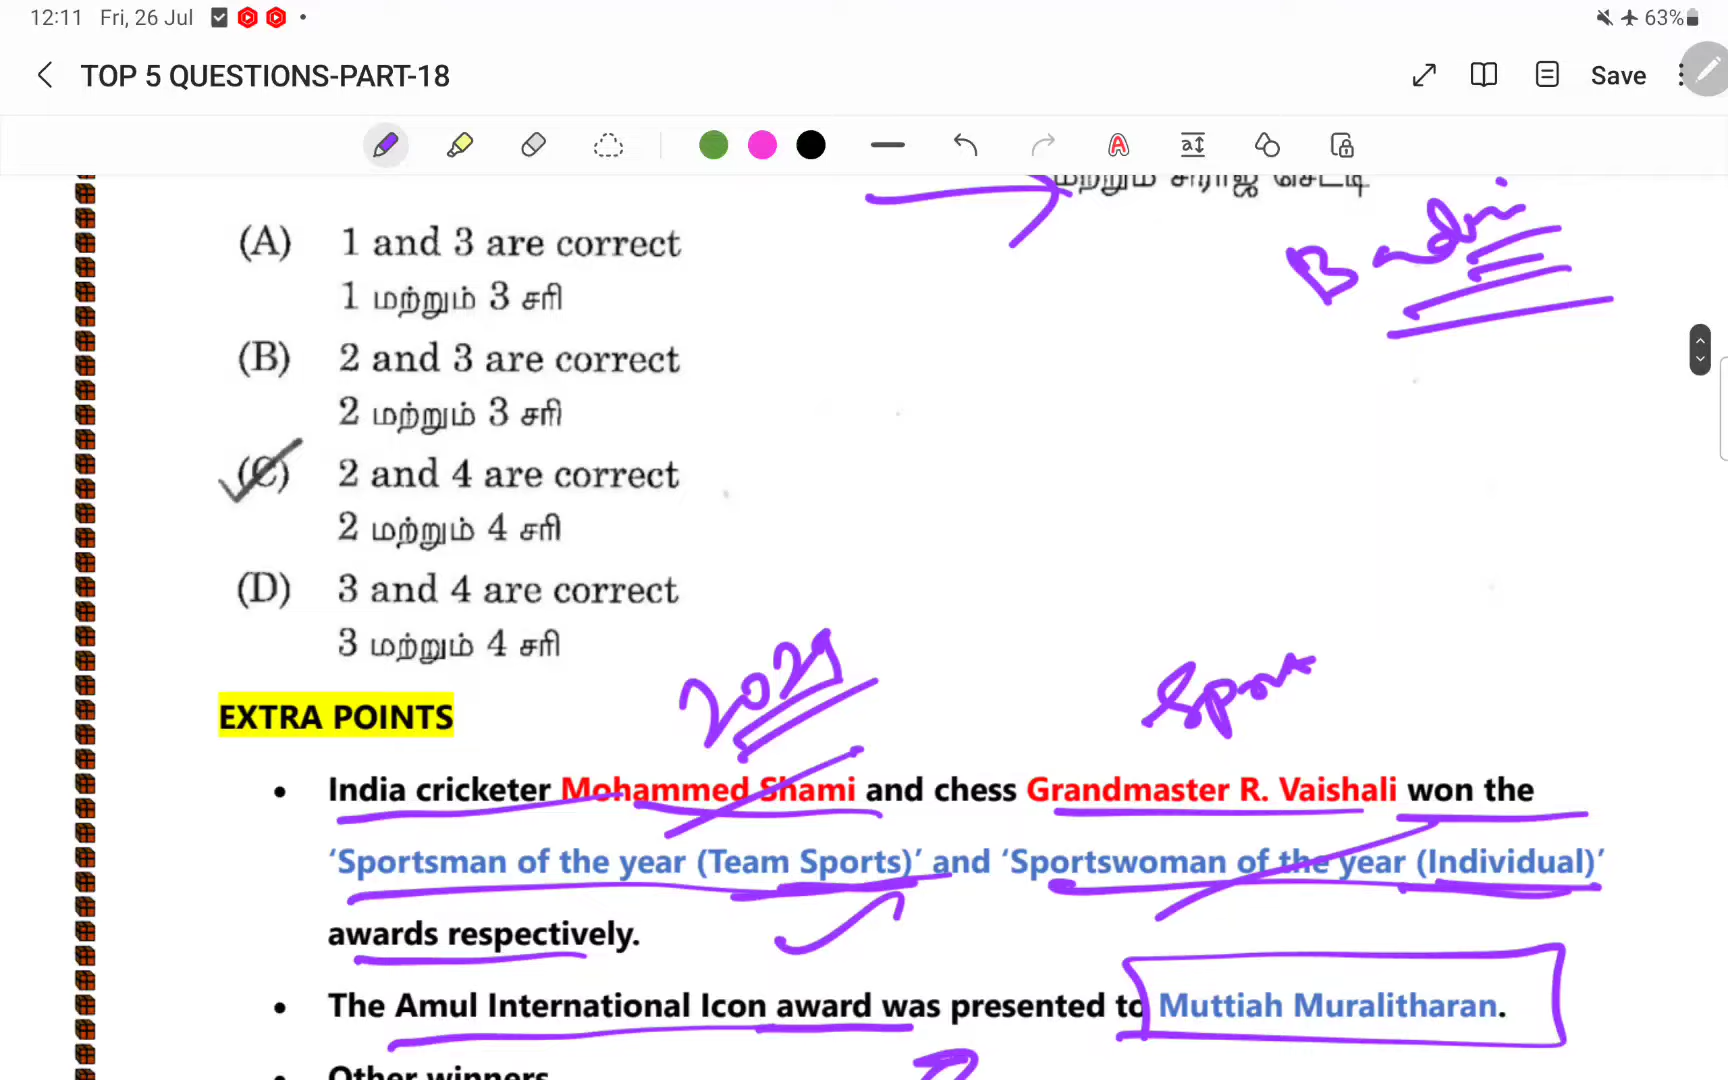 12:11 Fri, 26 Jul
63%
TOP 5 QUESTIONS-PART-18
Save
மற்றும் சிராஜ் செட்டி
Badri
(A) 1 and 3 are correct
1 மற்றும் 3 சரி
(B) 2 and 3 are correct
2 மற்றும் 3 சரி
(C) 2 and 4 are correct
2 மற்றும் 4 சரி
(D) 3 and 4 are correct
3 மற்றும் 4 சரி
2024
EXTRA POINTS
• India cricketer Mohammed Shami and chess Grandmaster R. Vaishali won the
‘Sportsman of the year (Team Sports)’ and ‘Sportswoman of the year (Individual)’
awards respectively.
• The Amul International Icon award was presented to Muttiah Muralitharan.
• Other winners